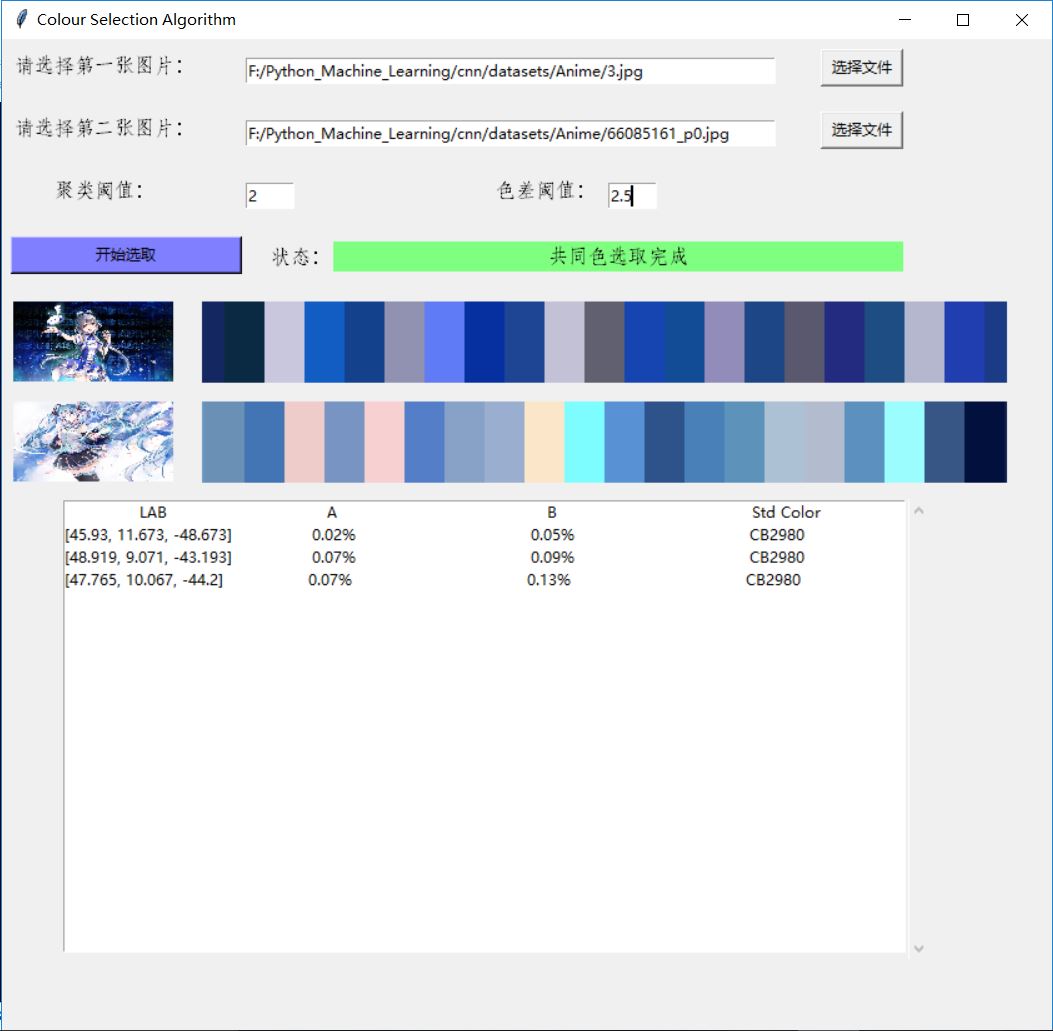 Colour Selection Algorithm
请选择第一张图片: F:/Python_Machine_Learning/cnn/datasets/Anime/3.jpg 选择文件
请选择第二张图片: F:/Python_Machine_Learning/cnn/datasets/Anime/66085161_p0.jpg 选择文件
聚类阈值: 2 色差阈值: 2.5
开始选取 状态: 共同色选取完成
LAB A B Std Color
[45.93, 11.673, -48.673] 0.02% 0.05% CB2980
[48.919, 9.071, -43.193] 0.07% 0.09% CB2980
[47.765, 10.067, -44.2] 0.07% 0.13% CB2980